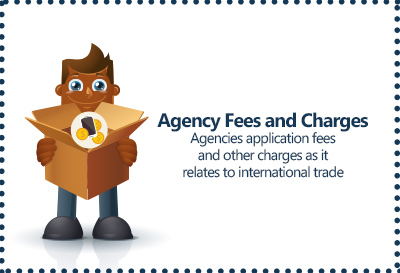 Agency Fees and Charges
Agencies application fees
and other charges as it
relates to international trade